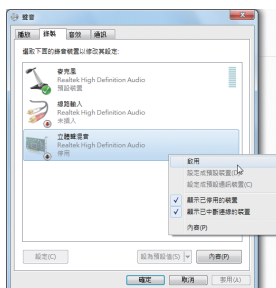 聲音
播放 錄製 音效 通訊
選取下面的錄音裝置以修改其設定:
麥克風
Realtek High Definition Audio
預設裝置
線路輸入
Realtek High Definition Audio
未插入
立體聲混音
Realtek High Definition Audio
停用
啟用
設定成預設裝置(D)
設定成預設通訊裝置(C)
顯示已停用的裝置
顯示已中斷連線的裝置
內容(P)
設定(C) 設為預設值(S) 內容(P)
確定 取消 套用(A)